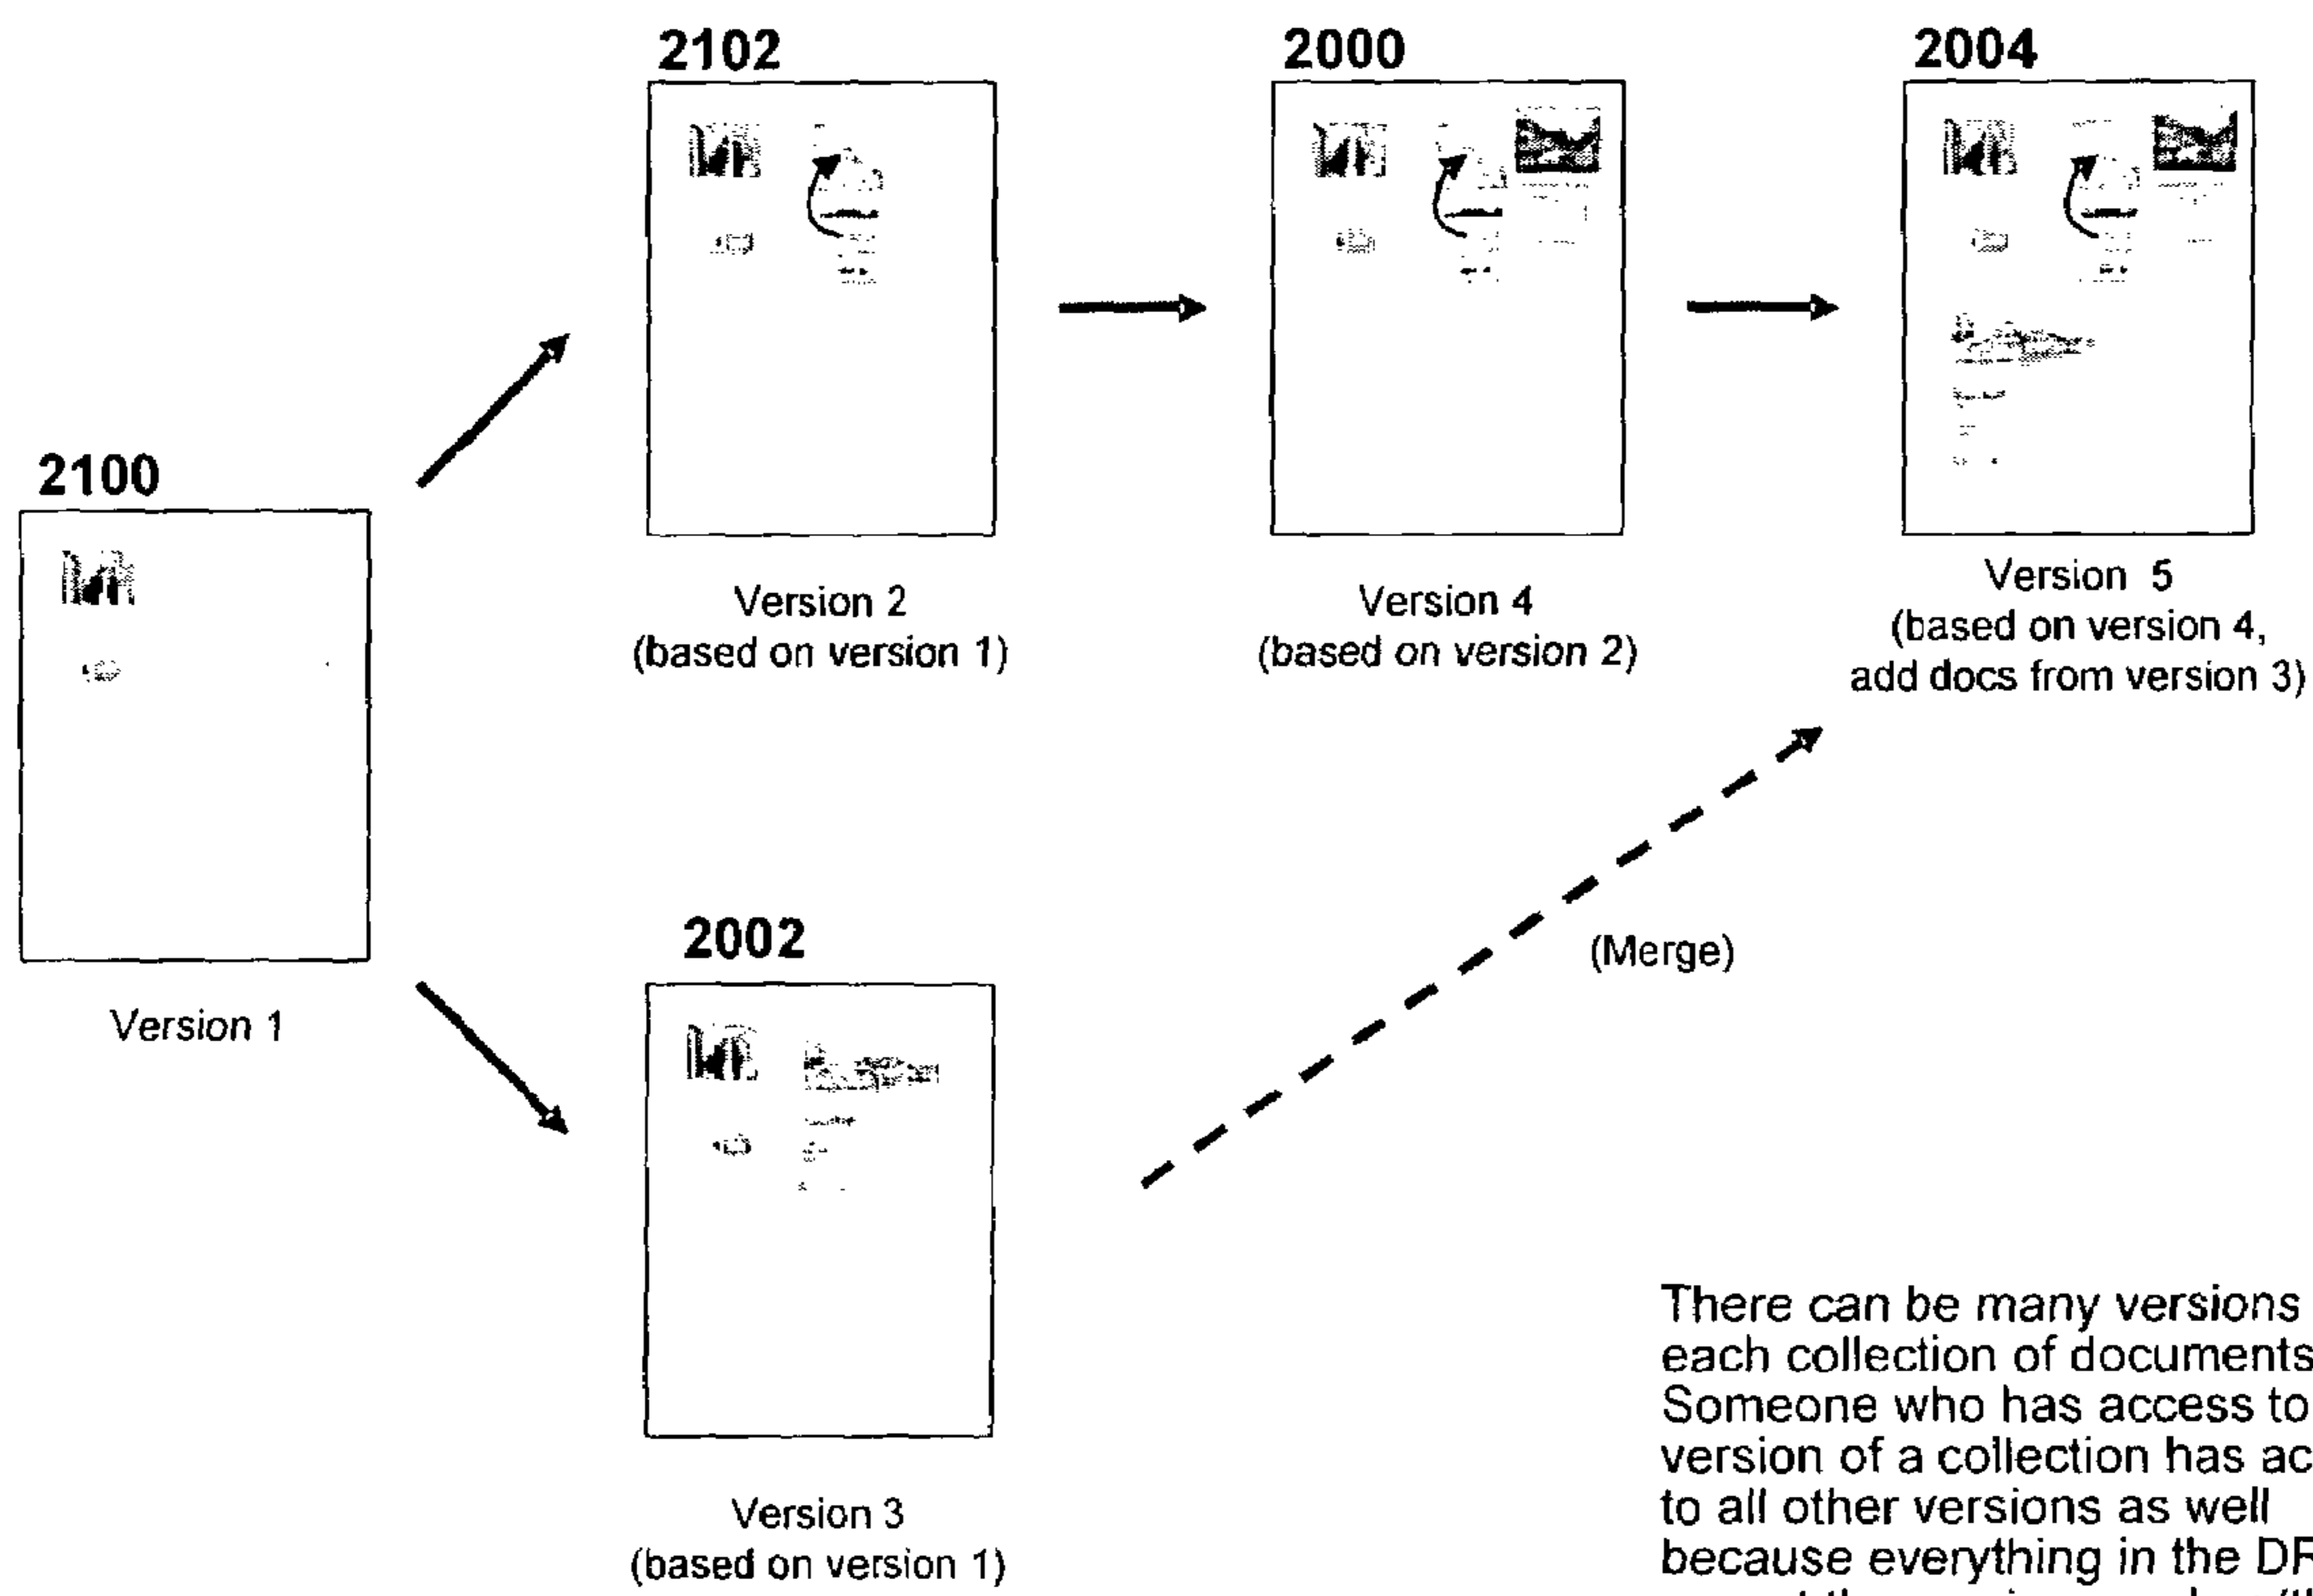 2102
2000
2004
2100
Version 2
(based on version 1)
Version 4
(based on version 2)
Version 5
(based on version 4,
add docs from version 3)
2002
(Merge)
Version 1
Version 3
(based on version 1)
There can be many versions
each collection of documents
Someone who has access to
version of a collection has ac
to all other versions as well
because everything in the